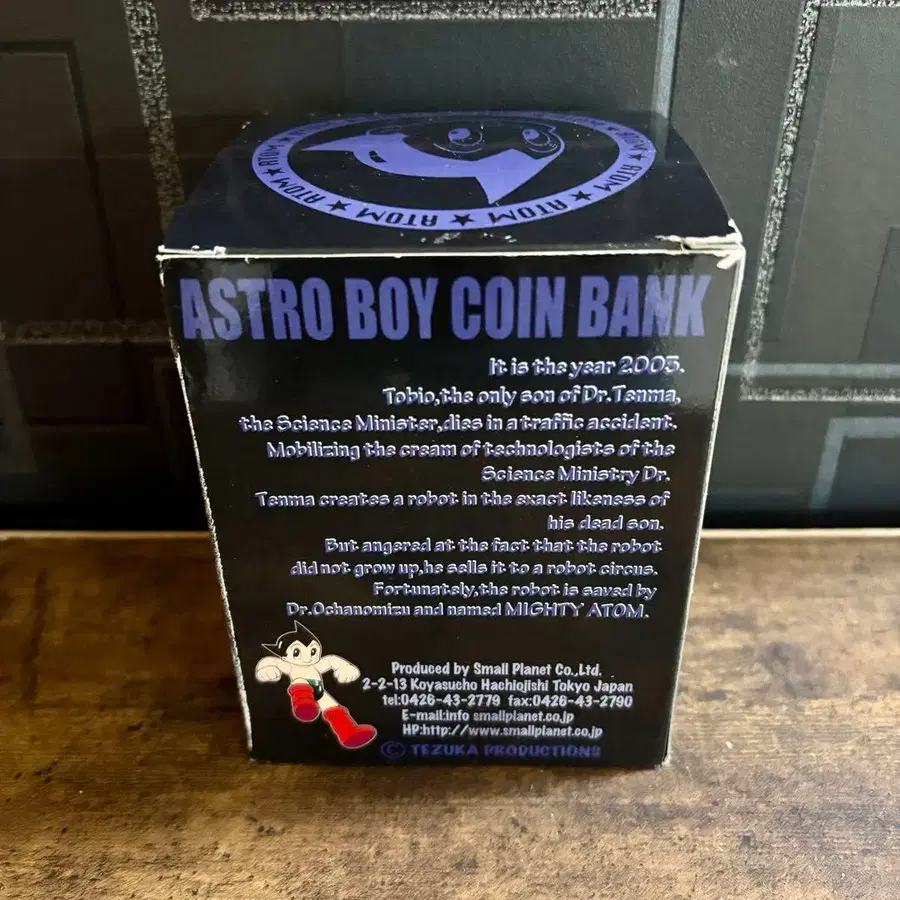 ATOM ★ ATOM ★ ATOM ★ ATOM ★ ATOM ★ ATOM
ASTRO BOY COIN BANK
It is the year 2003.
Tobio,the only son of Dr.Tenma,
the Science Minister,dies in a traffic accident.
Mobilizing the cream of technologists of the
Science Ministry Dr.
Tenma creates a robot in the exact likeness of
his dead son.
But angered at the fact that the robot
did not grow up,he sells it to a robot circus.
Fortunately,the robot is saved by
Dr.Ochanomizu and named MIGHTY ATOM.
Produced by Small Planet Co.,Ltd.
2-2-13 Koyasucho Hachiojishi Tokyo Japan
tel:0426-43-2779 fax:0426-43-2790
E-mail:info smallplanet.co.jp
HP:http://www.smallplanet.co.jp
© TEZUKA PRODUCTIONS